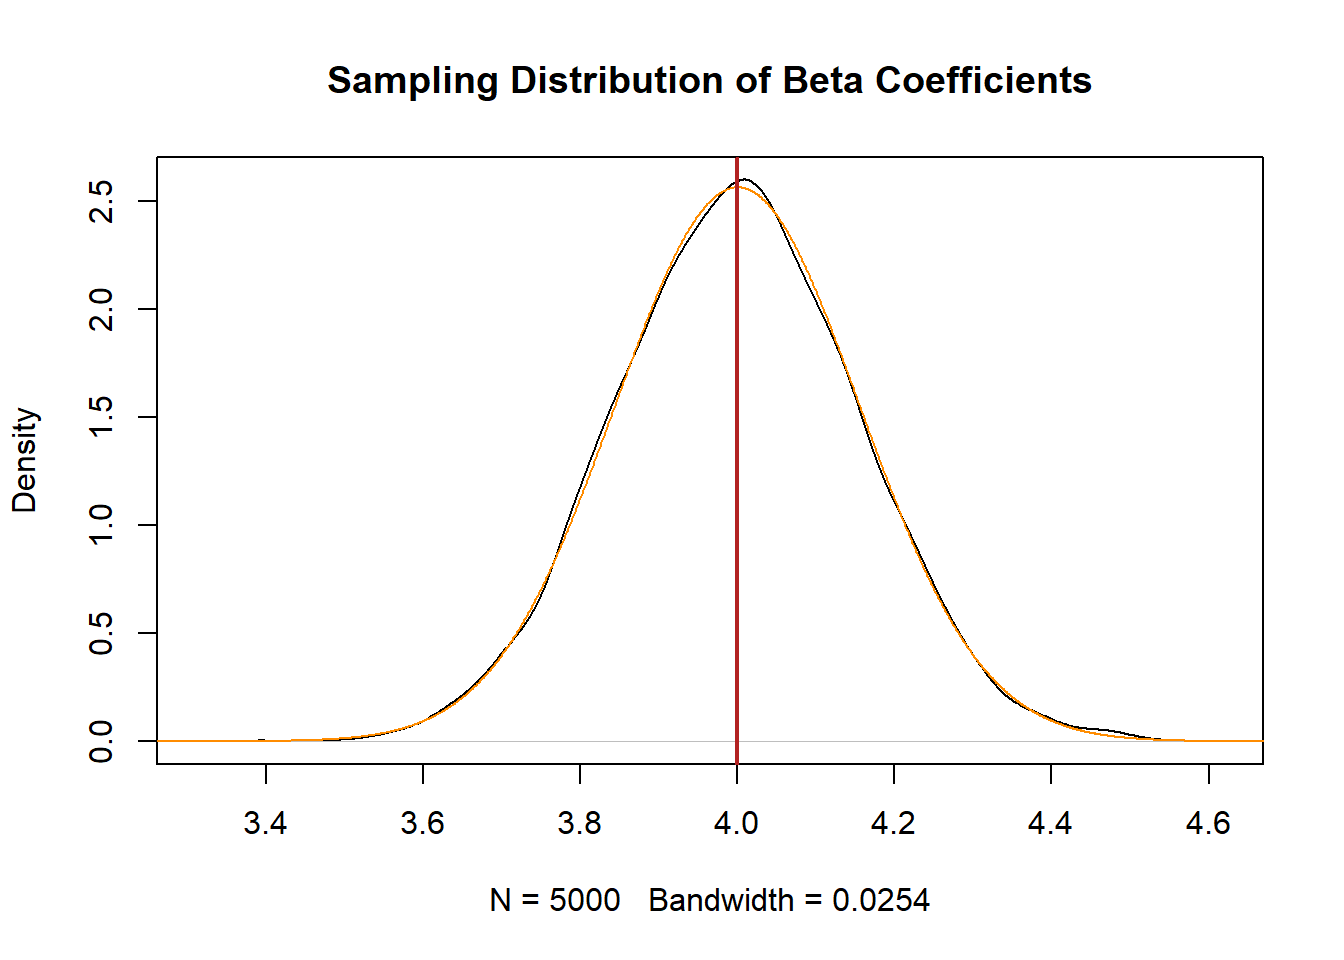 Sampling Distribution of Beta Coefficients
Density
2.5
2.0
1.5
1.0
0.5
0.0
3.4 3.6 3.8 4.0 4.2 4.4 4.6
N = 5000 Bandwidth = 0.0254